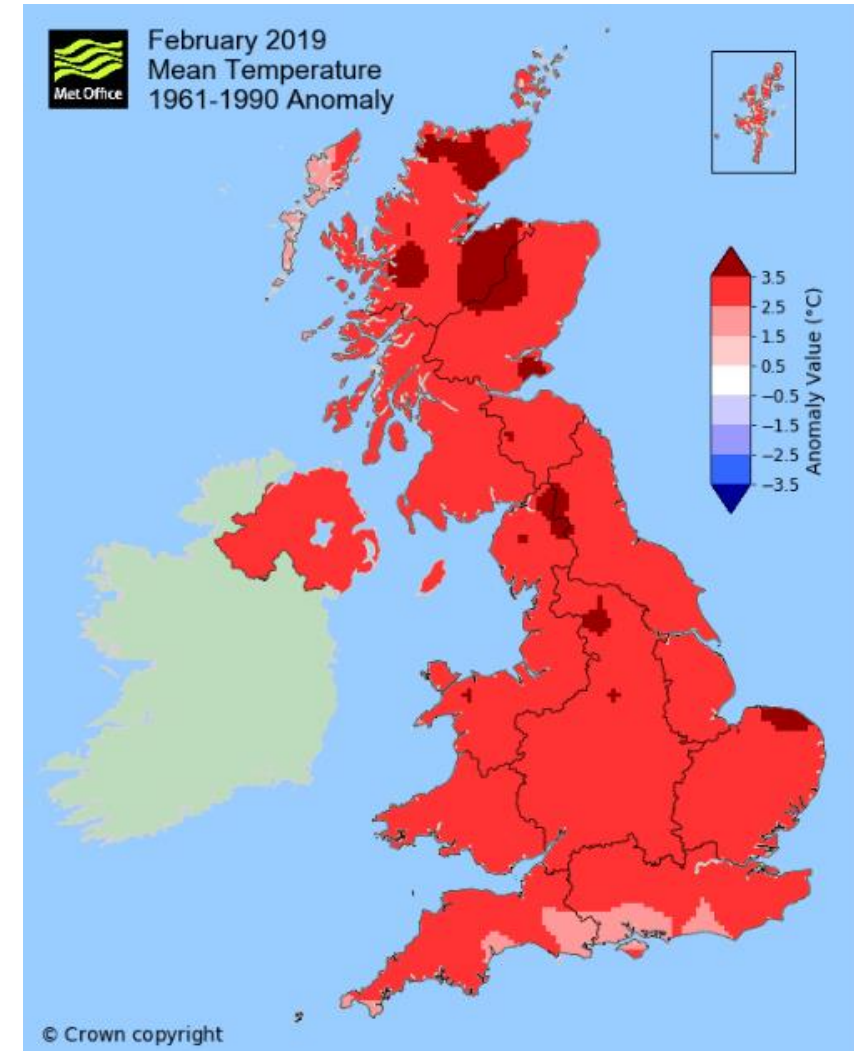 Met Office
February 2019
Mean Temperature
1961-1990 Anomaly
3.5
2.5
1.5
0.5
−0.5
−1.5
−2.5
−3.5
Anomaly Value (°C)
© Crown copyright